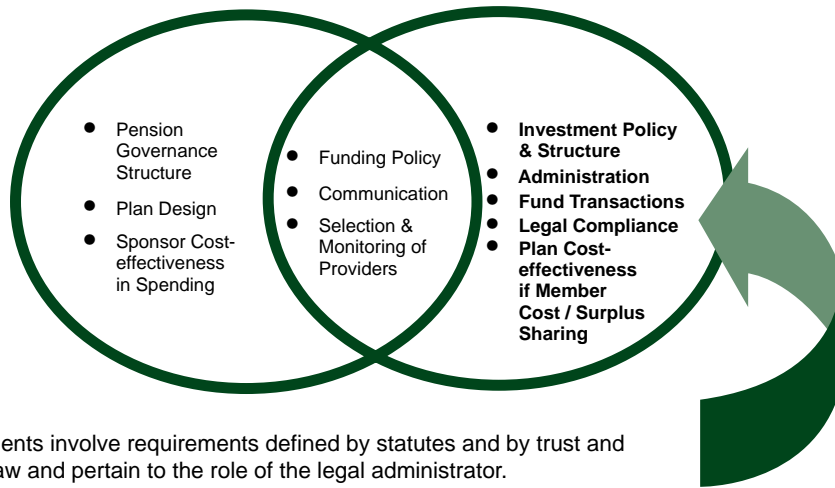 ● Pension
Governance
Structure
● Plan Design
● Sponsor Cost-
effectiveness
in Spending
● Funding Policy
● Communication
● Selection &
Monitoring of
Providers
● Investment Policy
& Structure
● Administration
● Fund Transactions
● Legal Compliance
● Plan Cost-
effectiveness
if Member
Cost / Surplus
Sharing
involve requirements defined by statutes and by trust and
and pertain to the role of the legal administrator.